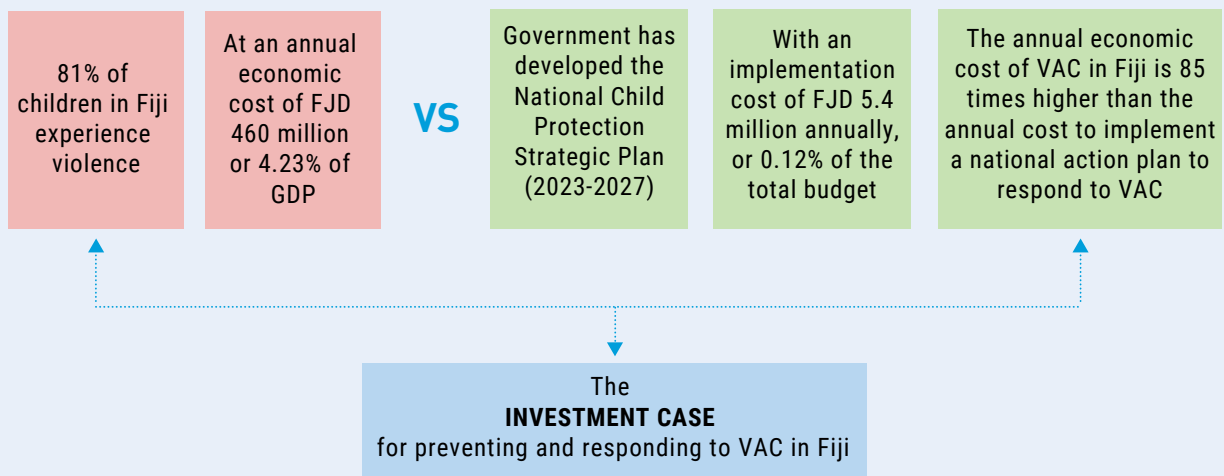 81% of
children in Fiji
experience
violence
At an annual
economic
cost of FJD
460 million
or 4.23% of
GDP
VS
Government has
developed the
National Child
Protection
Strategic Plan
(2023-2027)
With an
implementation
cost of FJD 5.4
million annually,
or 0.12% of the
total budget
The annual economic
cost of VAC in Fiji is 85
times higher than the
annual cost to implement
a national action plan to
respond to VAC
The
INVESTMENT CASE
for preventing and responding to VAC in Fiji